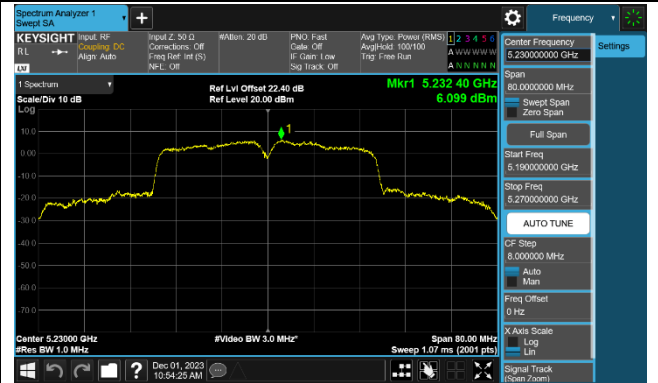 Spectrum Analyzer 1
Swept SA
Frequency
KEYSIGHT
RL
LXI
Input: RF
Coupling: DC
Align: Auto
Input Z: 50 Ω
Corrections: Off
Freq Ref: Int (S)
NFE: Off
#Atten: 20 dB
PNO: Fast
Gate: Off
IF Gain: Low
Sig Track: Off
Avg Type: Power (RMS)
Avg|Hold: 100/100
Trig: Free Run
1 2 3 4 5 6
A W W W W W
A N N N N N
1 Spectrum
Scale/Div 10 dB
Log
Ref Lvl Offset 22.40 dB
Ref Level 20.00 dBm
Mkr1 5.232 40 GHz
6.099 dBm
1
10.0
0.00
-10.0
-20.0
-30.0
-40.0
-50.0
-60.0
-70.0
Center 5.23000 GHz
#Res BW 1.0 MHz
#Video BW 3.0 MHz*
Span 80.00 MHz
Sweep 1.07 ms (2001 pts)
Center Frequency
5.230000000 GHz
Settings
Span
80.0000000 MHz
Swept Span
Zero Span
Full Span
Start Freq
5.190000000 GHz
Stop Freq
5.270000000 GHz
AUTO TUNE
CF Step
8.000000 MHz
Auto
Man
Freq Offset
0 Hz
X Axis Scale
Log
Lin
Signal Track
(Span Zoom)
?
Dec 01, 2023
10:54:25 AM